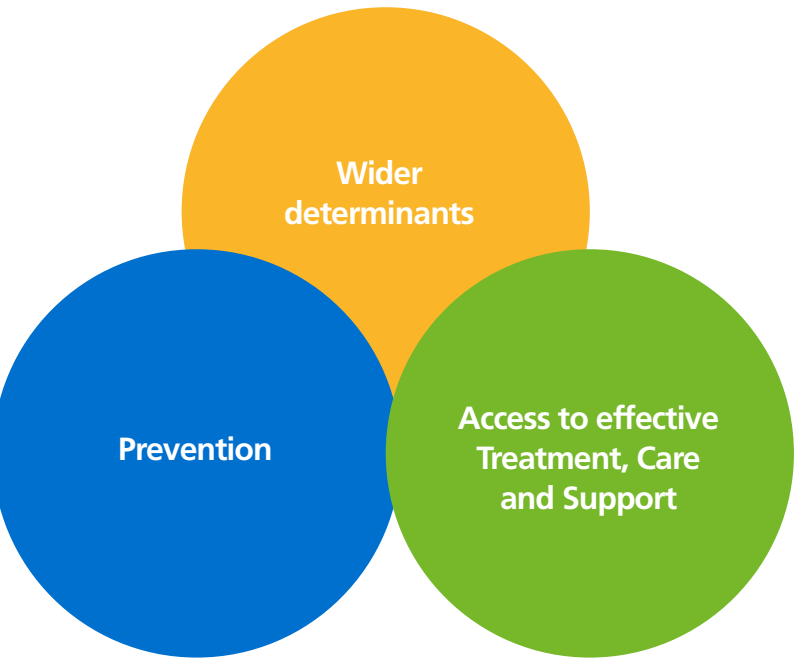 Wider
determinants
Prevention
Access to effective
Treatment, Care
and Support